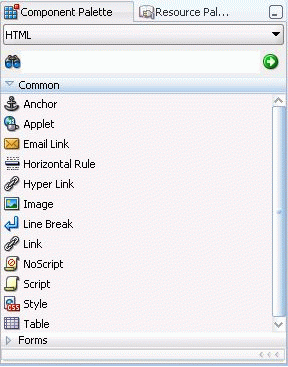 Component Palette
Resource Pal...
HTML
Common
Anchor
Applet
Email Link
Horizontal Rule
Hyper Link
Image
Line Break
Link
NoScript
Script
CSS
Style
Table
Forms